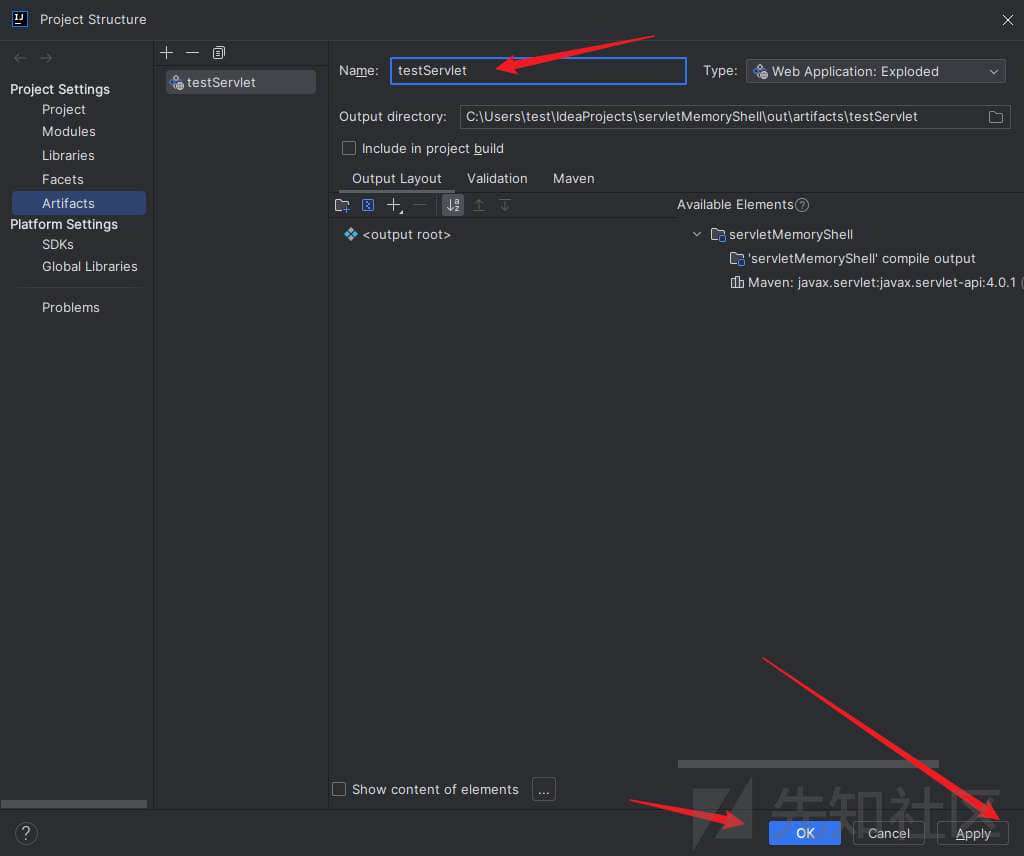 Project Structure
Project Settings
Project
Modules
Libraries
Facets
Artifacts
Platform Settings
SDKs
Global Libraries
Problems
testServlet
Name: testServlet
Type: Web Application: Exploded
Output directory: C:\Users\test\IdeaProjects\servletMemoryShell\out\artifacts\testServlet
Include in project build
Output Layout Validation Maven
Available Elements
<output root>
servletMemoryShell
'servletMemoryShell' compile output
Maven: javax.servlet:javax.servlet-api:4.0.1 (
Show content of elements ...
先知社区
? OK Cancel Apply